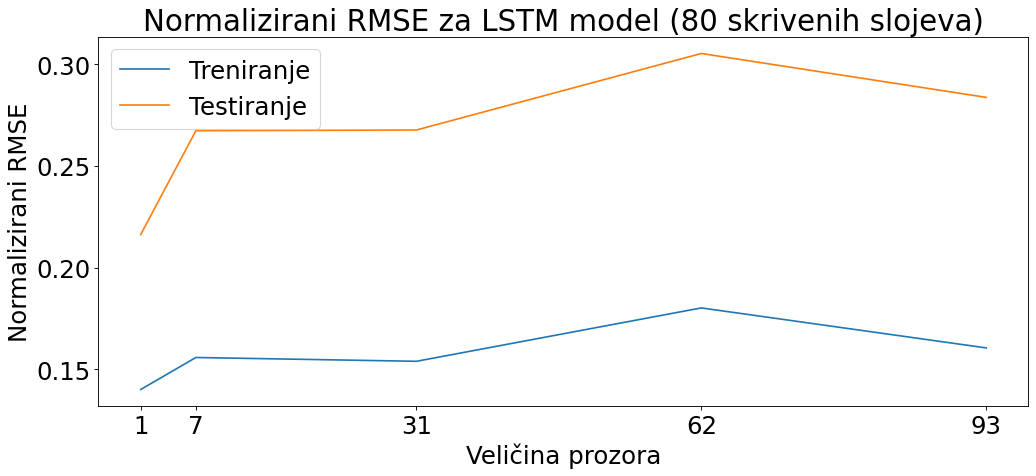 Normalizirani RMSE za LSTM model (80 skrivenih slojeva)
Treniranje
Testiranje
Normalizirani RMSE
0.30
0.25
0.20
0.15
1 7 31 62 93
Veličina prozora